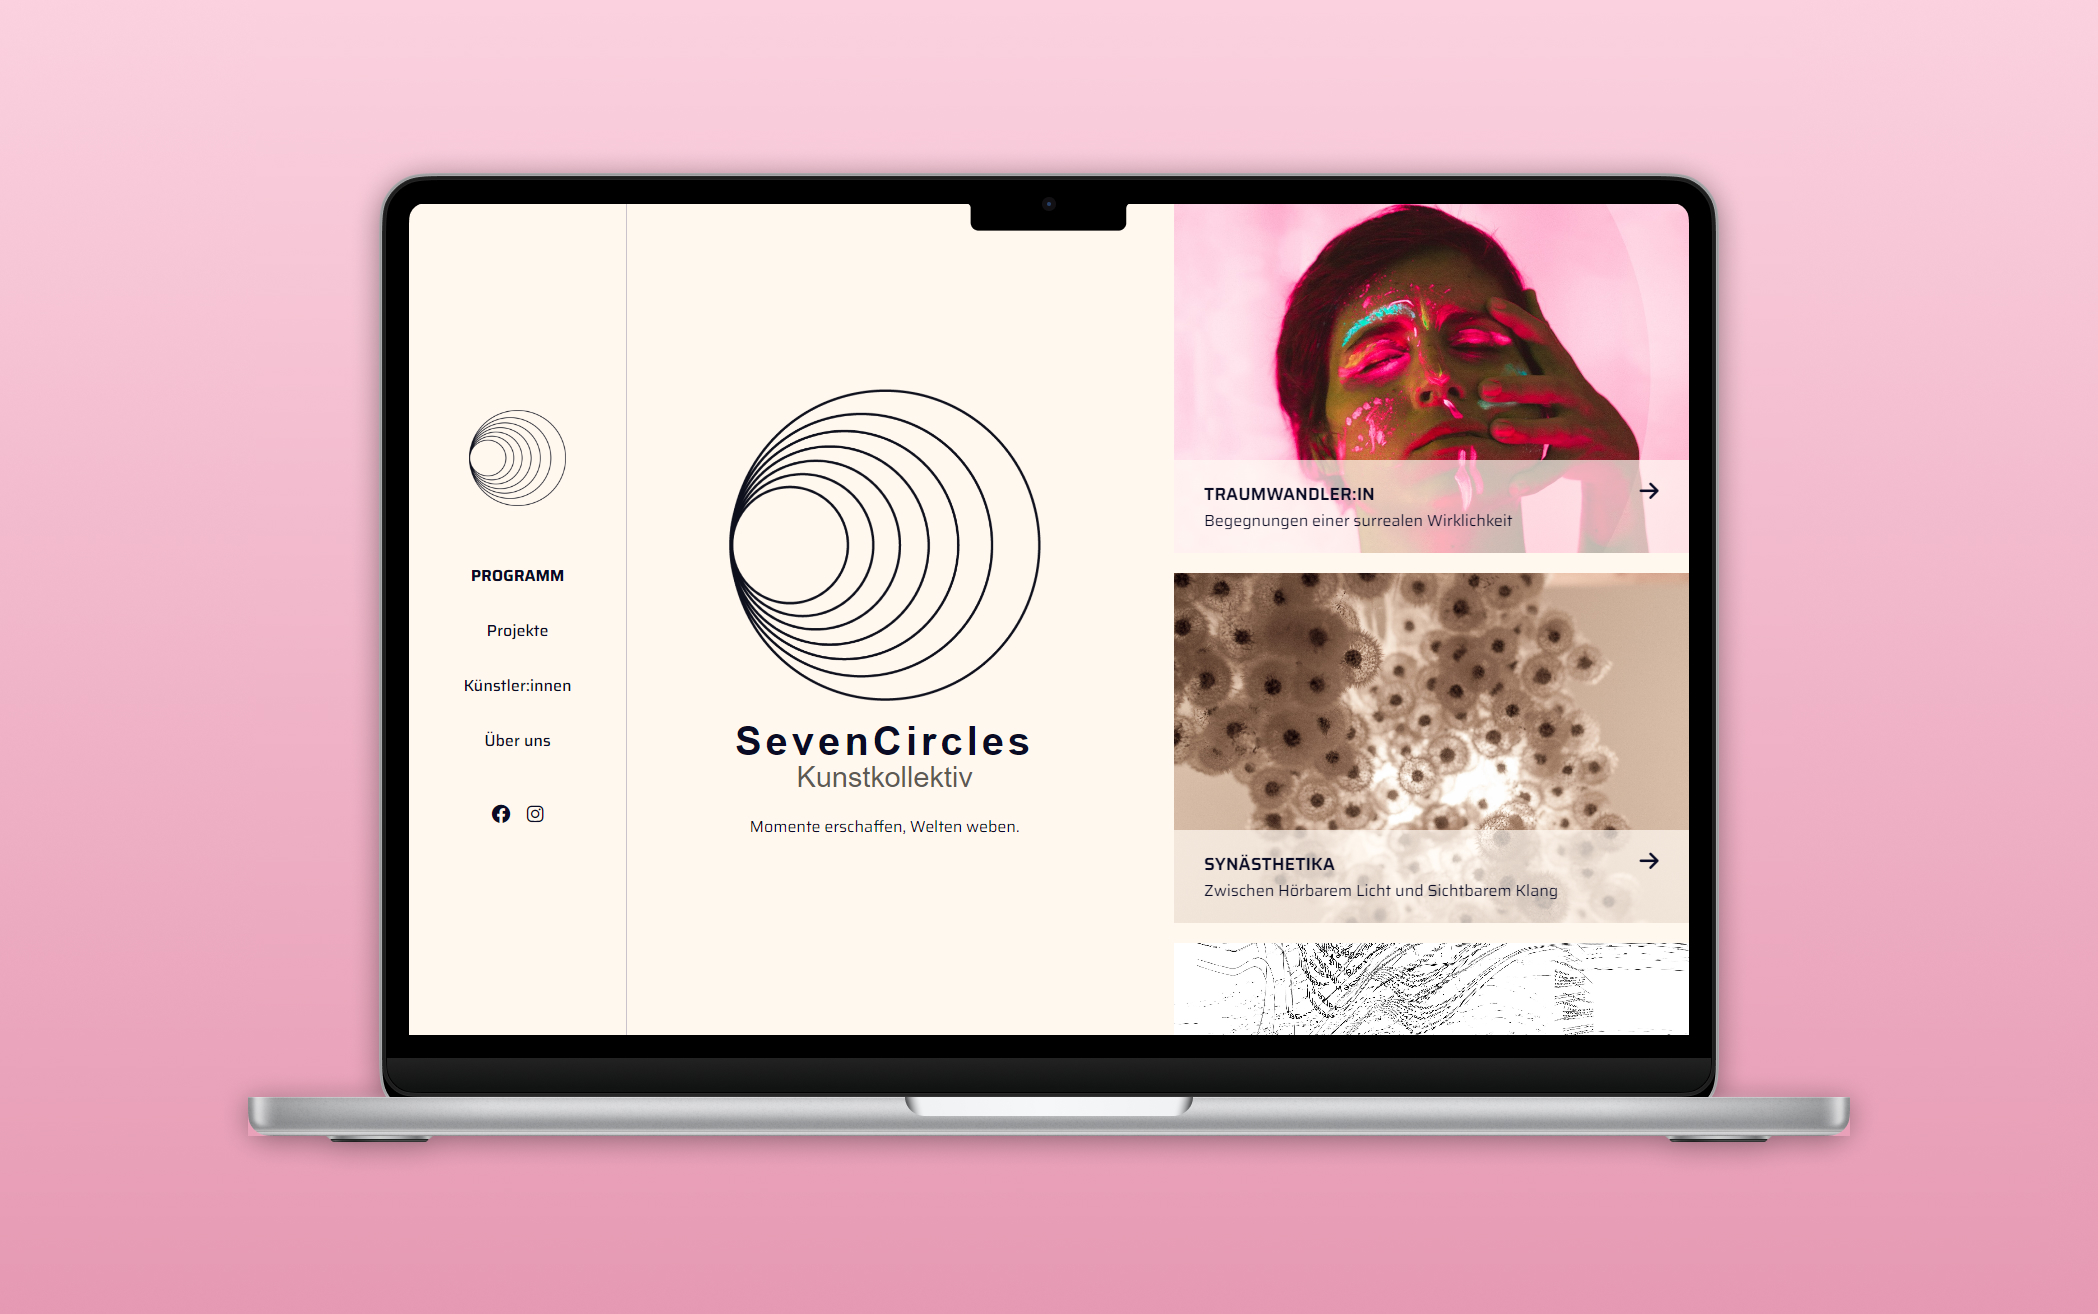 PROGRAMM
Projekte
Künstler:innen
Über uns
SevenCircles
Kunstkollektiv
Momente erschaffen, Welten weben.
TRAUMWANDLER:IN
Begegnungen einer surrealen Wirklichkeit
SYNÄSTHETIKA
Zwischen Hörbarem Licht und Sichtbarem Klang